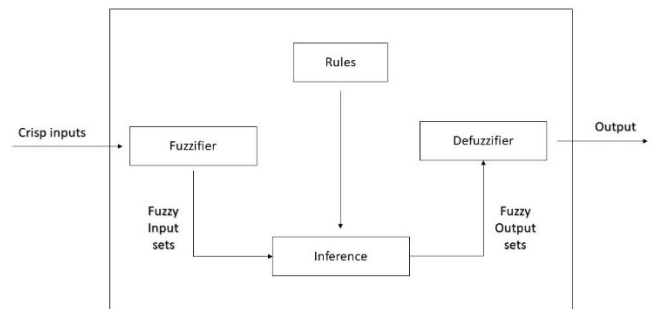 Rules
Crisp inputs
Fuzzifier
Defuzzifier
Output
Fuzzy
Input
sets
Inference
Fuzzy
Output
sets